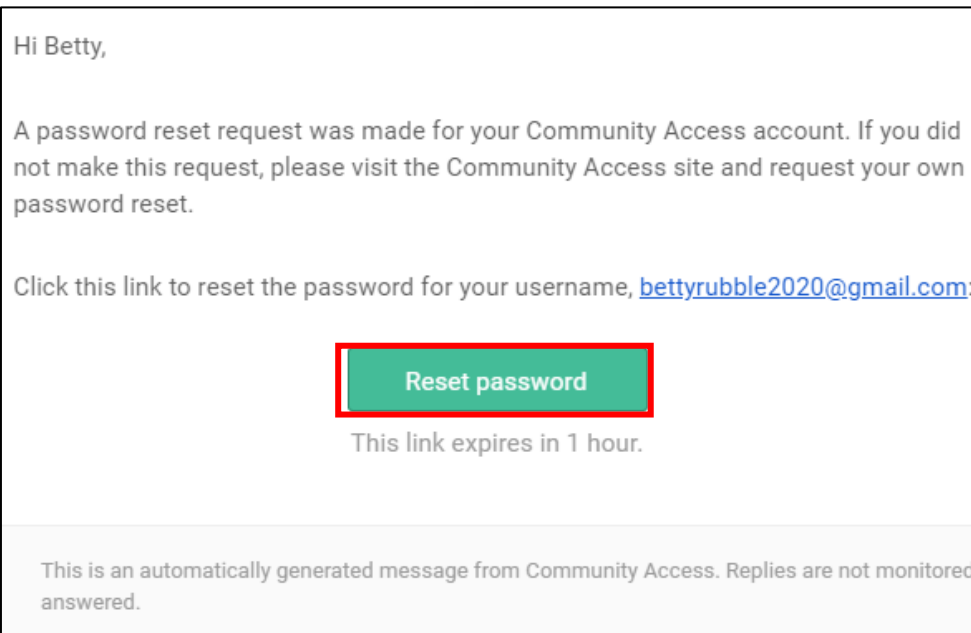 Hi Betty,
A password reset request was made for your Community Access account. If you did
not make this request, please visit the Community Access site and request your own
password reset.
Click this link to reset the password for your username, bettyrubble2020@gmail.com:
Reset password
This link expires in 1 hour.
This is an automatically generated message from Community Access. Replies are not monitored
answered.